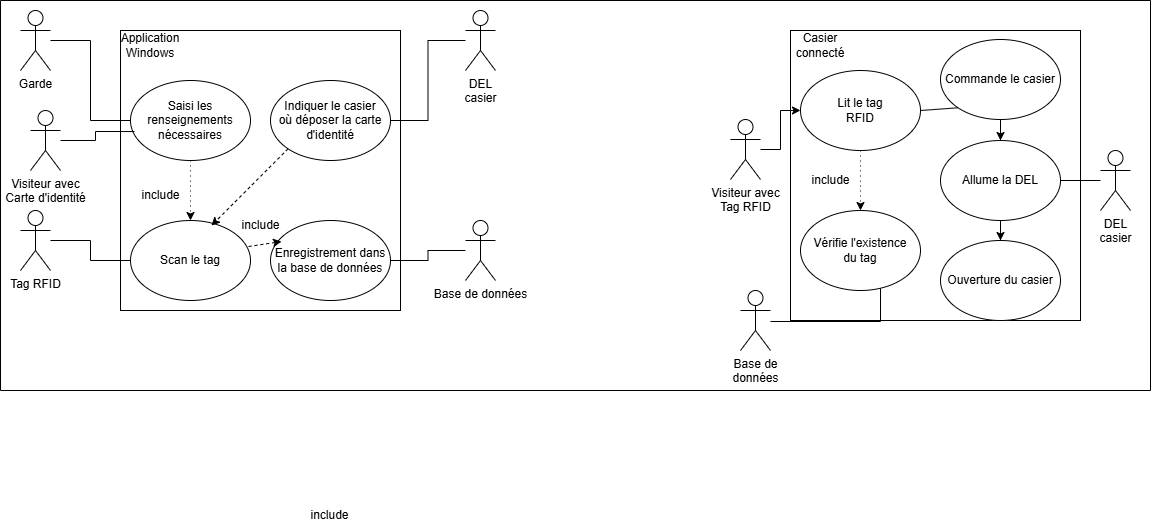 Application
Windows
Garde
Saisi les
renseignements
nécessaires
Indiquer le casier
où déposer la carte
d'identité
DEL
casier
Visiteur avec
Carte d'identité
include
include
Scan le tag
Enregistrement dans
la base de données
Tag RFID
Base de données
Casier
connecté
Commande le casier
Lit le tag
RFID
Visiteur avec
Tag RFID
include
Allume la DEL
DEL
casier
Vérifie l'existence
du tag
Ouverture du casier
Base de
données
include